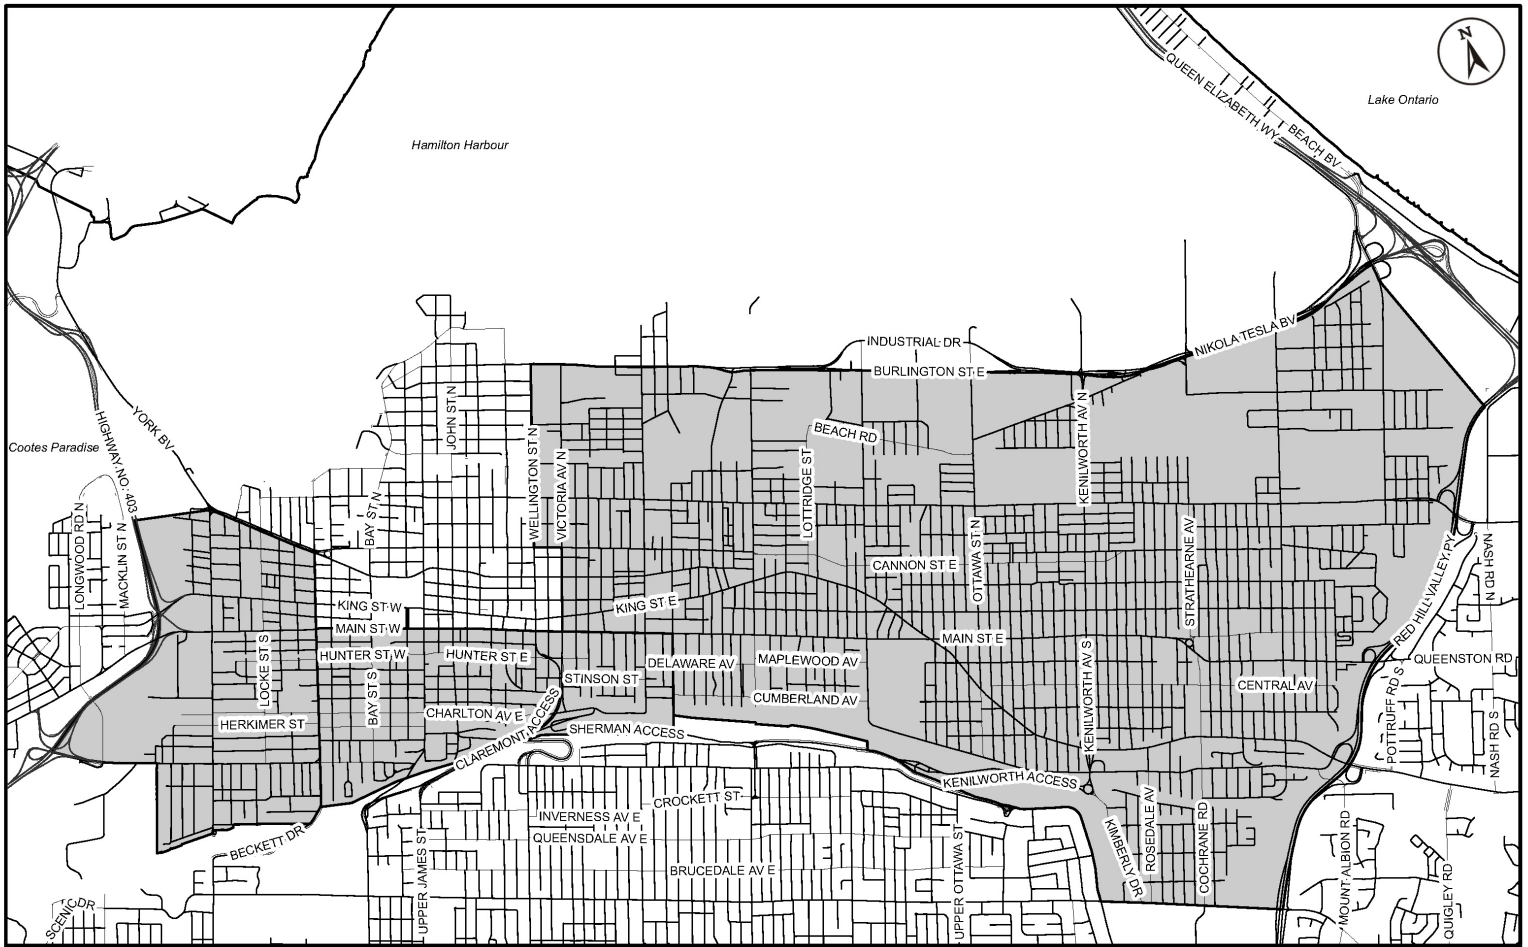 N
Lake Ontario
QUEEN ELIZABETH WY
BEACH BV
Hamilton Harbour
NIKOLA TESLA BV
INDUSTRIAL DR
BURLINGTON ST E
JOHN ST N
KENILWORTH AV N
YORK BV
HIGHWAY NO. 403
Cootes Paradise
BEACH RD
WELLINGTON ST N
VICTORIA AV N
LOTTRIDGE ST
BAY ST N
LONGWOOD RD N
MACKLIN ST N
OTTAWA ST N
STRATHEARNE AV
CANNON ST E
RED HILL VALLEY PY
NASH RD N
KING ST W
KING ST E
MAIN ST W
MAIN ST E
HUNTER ST W
HUNTER ST E
LOCKE ST S
DELAWARE AV
MAPLEWOOD AV
KENILWORTH AV S
QUEENSTON RD
STINSON ST
CENTRAL AV
BAY ST S
CUMBERLAND AV
POTTRUFF RD S
HERKIMER ST
CHARLTON AV E
CLAREMONT ACCESS
SHERMAN ACCESS
NASH RD S
KENILWORTH ACCESS
CROCKETT ST
INVERNESS AV E
BECKETT DR
QUEENSDALE AV E
ROSEDALE AV
COCHRANE RD
KIMBERLY DR
MOUNT ALBION RD
BRUCEDALE AV E
UPPER JAMES ST
UPPER OTTAWA ST
QUIGLEY RD
SCENIC DR